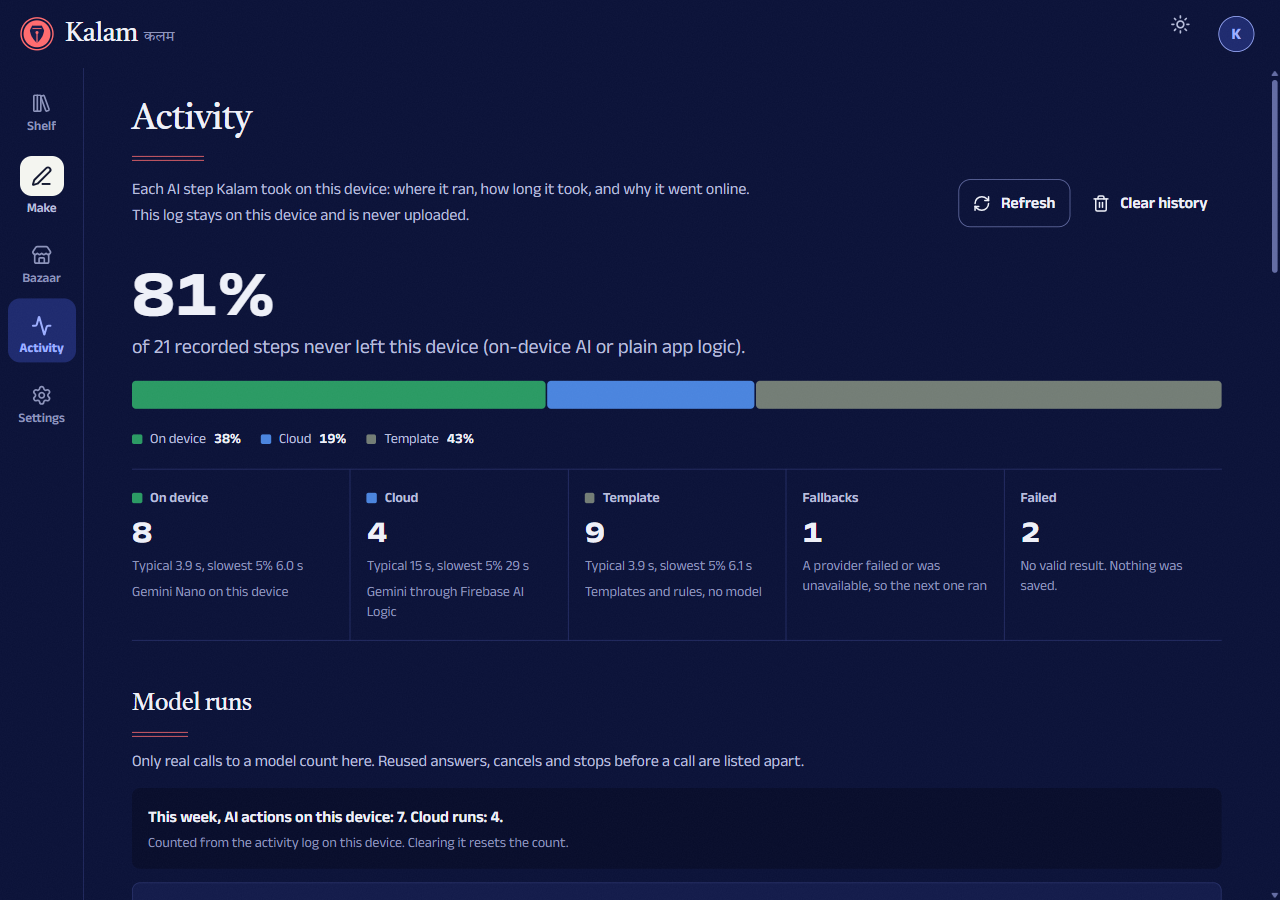 Kalam कलम
K
Shelf
Make
Bazaar
Activity
Settings
Activity
Each AI step Kalam took on this device: where it ran, how long it took, and why it went online.
This log stays on this device and is never uploaded.
Refresh
Clear history
81%
of 21 recorded steps never left this device (on-device AI or plain app logic).
On device 38% Cloud 19% Template 43%
On device
8
Typical 3.9 s, slowest 5% 6.0 s
Gemini Nano on this device
Cloud
4
Typical 15 s, slowest 5% 29 s
Gemini through Firebase AI
Logic
Template
9
Typical 3.9 s, slowest 5% 6.1 s
Templates and rules, no model
Fallbacks
1
A provider failed or was
unavailable, so the next one ran
Failed
2
No valid result. Nothing was
saved.
Model runs
Only real calls to a model count here. Reused answers, cancels and stops before a call are listed apart.
This week, AI actions on this device: 7. Cloud runs: 4.
Counted from the activity log on this device. Clearing it resets the count.